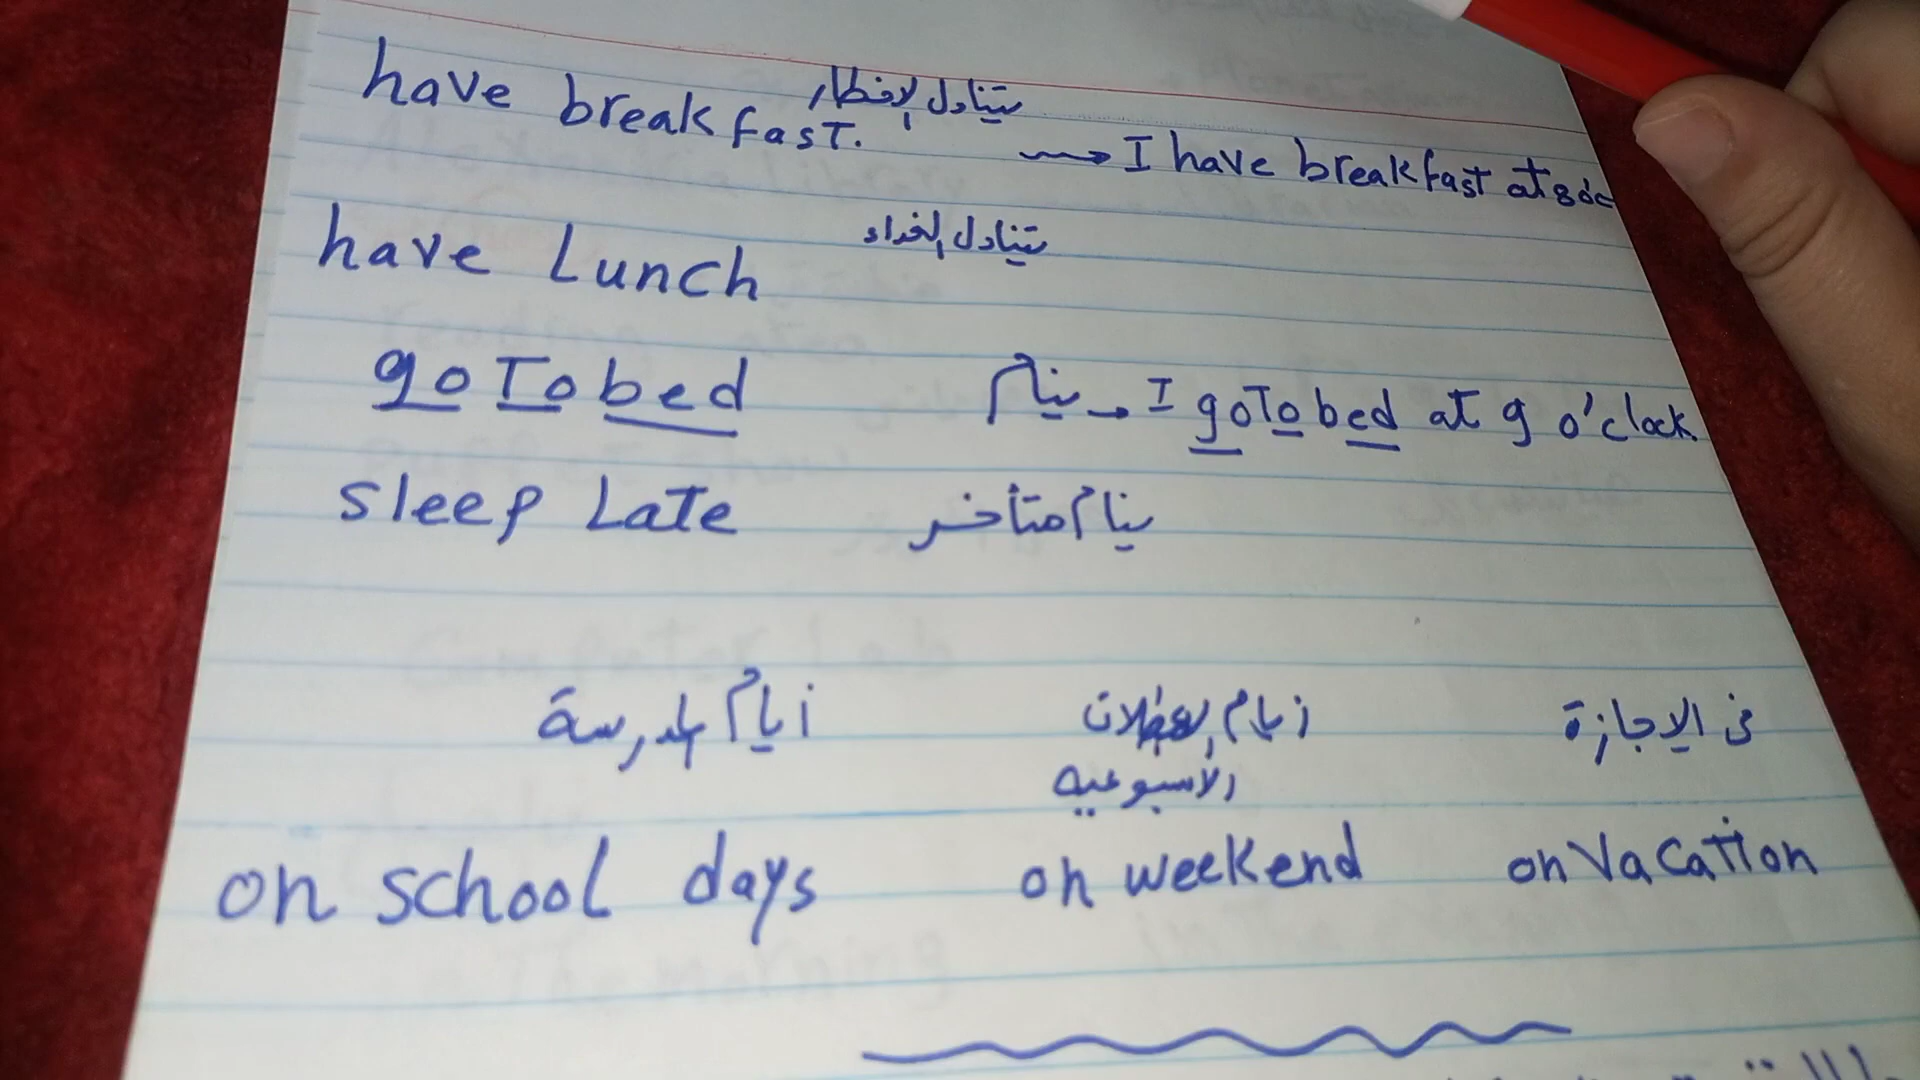 have breakfast. يتناول الإفطار
→ I have breakfast at 8 o'c
have Lunch يتناول الغداء
go To bed ينام → I go To bed at 9 o'clock.
sleep Late ينام متأخر
أيام المدرسة أيام العطلات في الإجازة
الأسبوعيه
on school days on weekend on Vacation